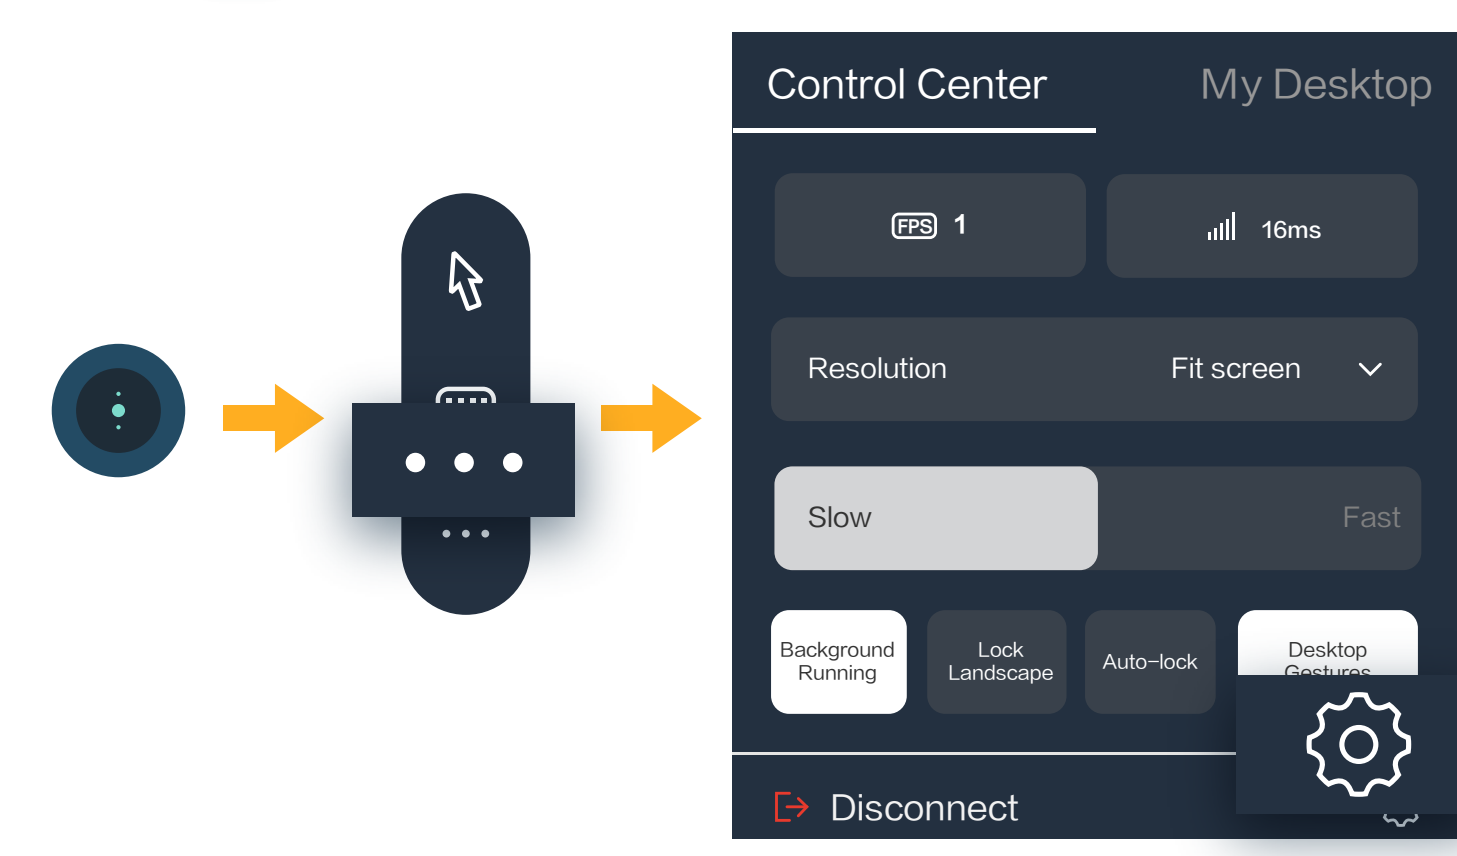 Control Center
My Desktop
FPS 1
16ms
Resolution
Fit screen
Slow
Fast
Background
Running
Lock
Landscape
Auto-lock
Desktop
Gestures
Disconnect